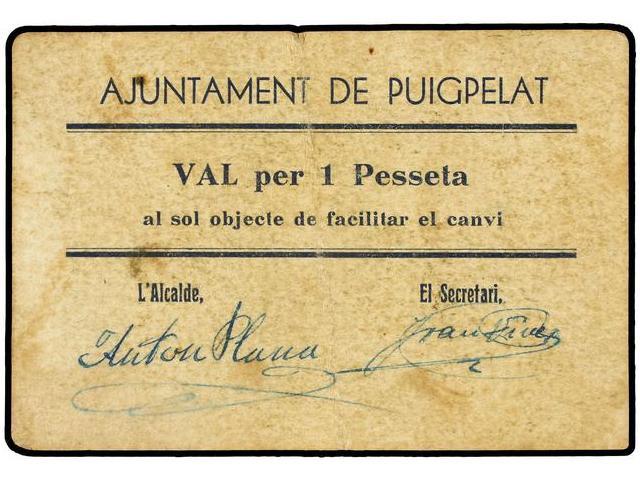 AJUNTAMENT DE PUIGPELAT
VAL per 1 Pesseta
al sol objecte de facilitar el canvi
L'Alcalde, El Secretari,
Anton Plana